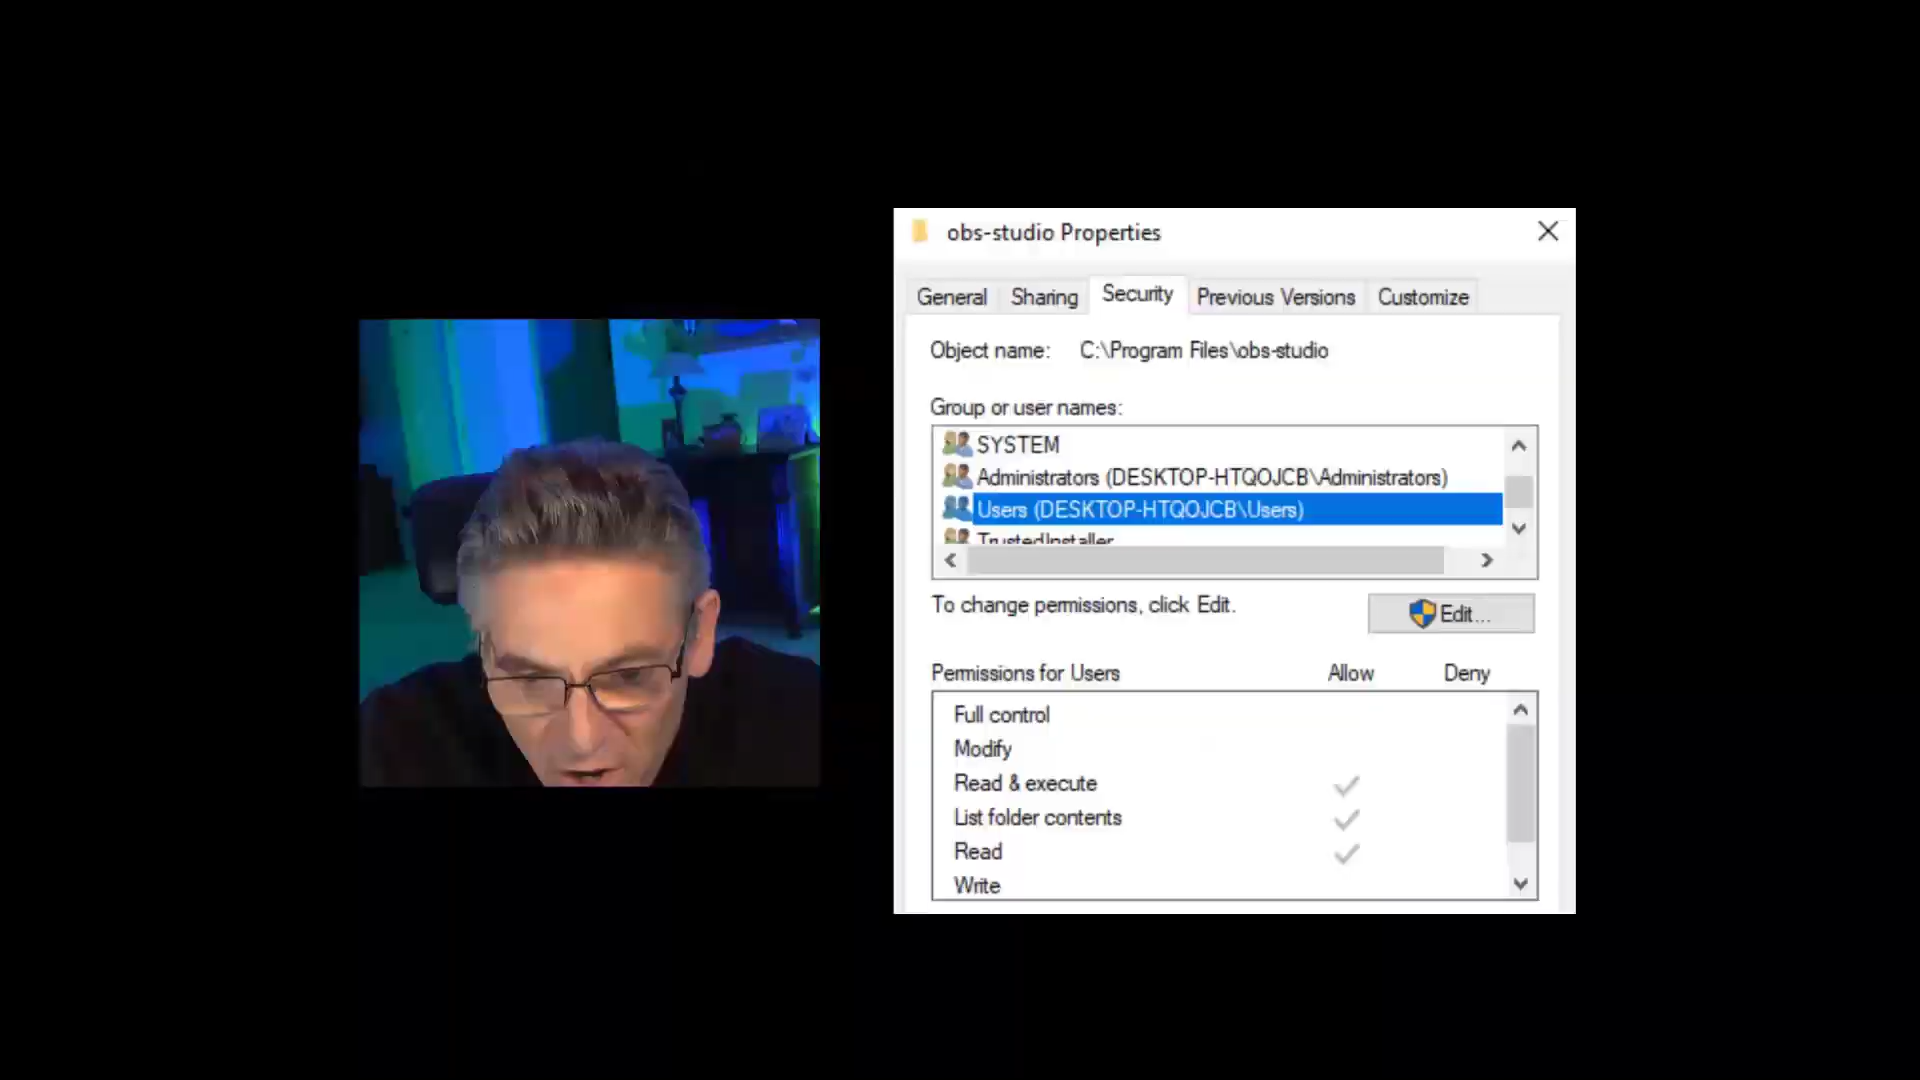 obs-studio Properties
General Sharing Security Previous Versions Customize
Object name: C:\Program Files\obs-studio
Group or user names:
SYSTEM
Administrators (DESKTOP-HTQOJCB\Administrators)
Users (DESKTOP-HTQOJCB\Users)
TrustedInstaller
To change permissions, click Edit.
Edit...
Permissions for Users Allow Deny
Full control
Modify
Read & execute
List folder contents
Read
Write